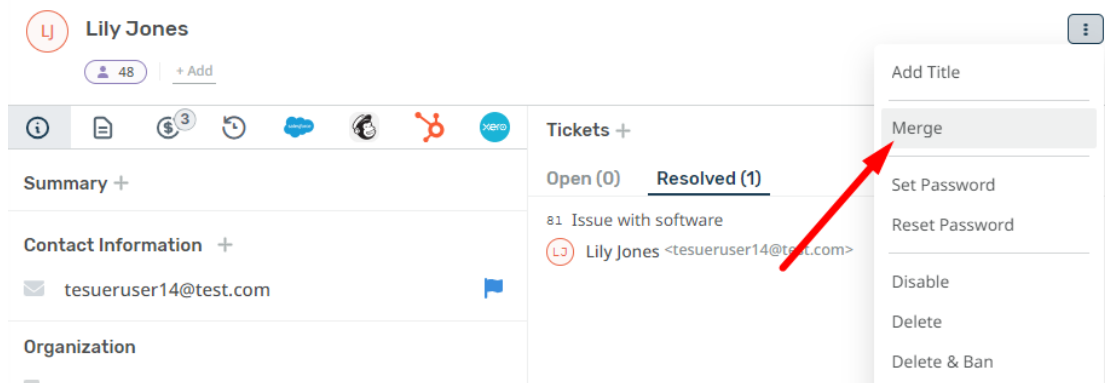 LJ
Lily Jones
48
+ Add
3
salesforce
xero
Summary +
Contact Information +
tesueruser14@test.com
Organization
Tickets +
Open (0)
Resolved (1)
81 Issue with software
LJ
Lily Jones <tesueruser14@test.com>
Add Title
Merge
Set Password
Reset Password
Disable
Delete
Delete & Ban